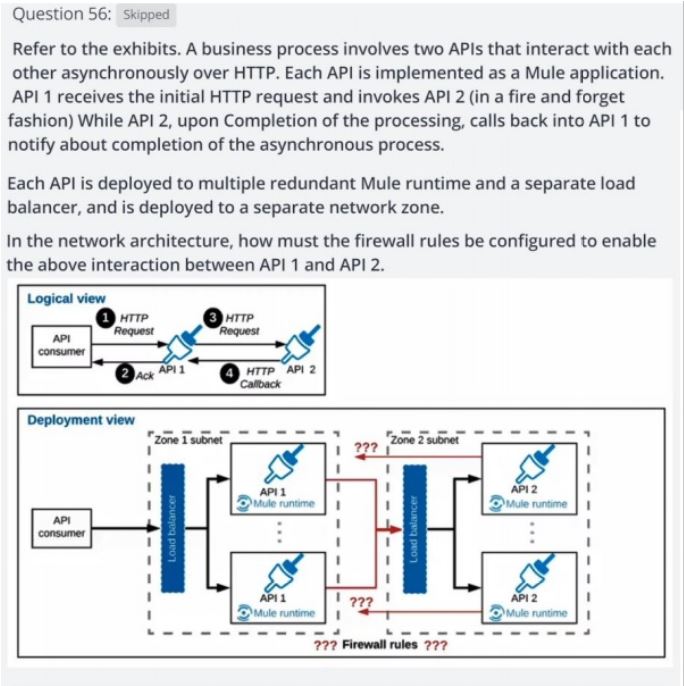 Question 56: Skipped
Refer to the exhibits. A business process involves two APIs that interact with each
other asynchronously over HTTP. Each API is implemented as a Mule application.
API 1 receives the initial HTTP request and invokes API 2 (in a fire and forget
fashion) While API 2, upon Completion of the processing, calls back into API 1 to
notify about completion of the asynchronous process.
Each API is deployed to multiple redundant Mule runtime and a separate load
balancer, and is deployed to a separate network zone.
In the network architecture, how must the firewall rules be configured to enable
the above interaction between API 1 and API 2.
Logical view
1 HTTP
Request
3 HTTP
Request
API
consumer
2 Ack
API 1
4 HTTP
Callback
API 2
Deployment view
Zone 1 subnet
???
Zone 2 subnet
API 1
Mule runtime
API 2
Mule runtime
API
consumer
Load balancer
Load balancer
API 1
Mule runtime
???
API 2
Mule runtime
??? Firewall rules ???